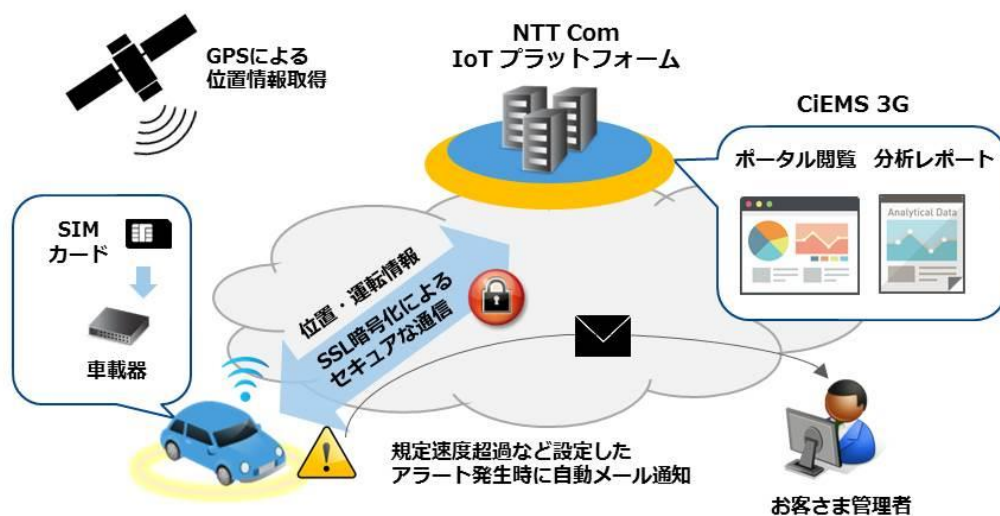 GPSによる
位置情報取得
NTT Com
IoT プラットフォーム
CiEMS 3G
ポータル閲覧
分析レポート
Analytical Data
SIM
カード
車載器
位置・運転情報
SSL暗号化による
セキュアな通信
規定速度超過など設定した
アラート発生時に自動メール通知
お客さま管理者